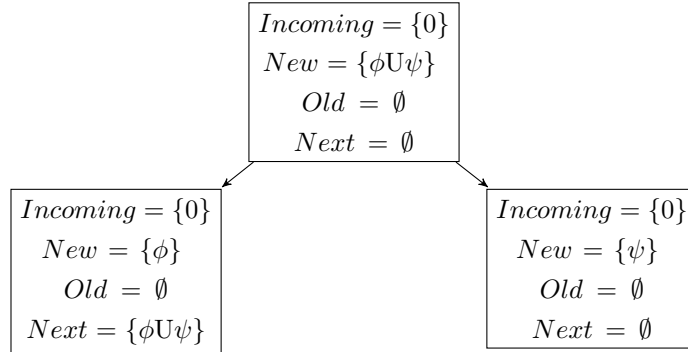 Incoming = {0}
New = {ϕUψ}
Old = ∅
Next = ∅
Incoming = {0}
New = {ϕ}
Old = ∅
Next = {ϕUψ}
Incoming = {0}
New = {ψ}
Old = ∅
Next = ∅